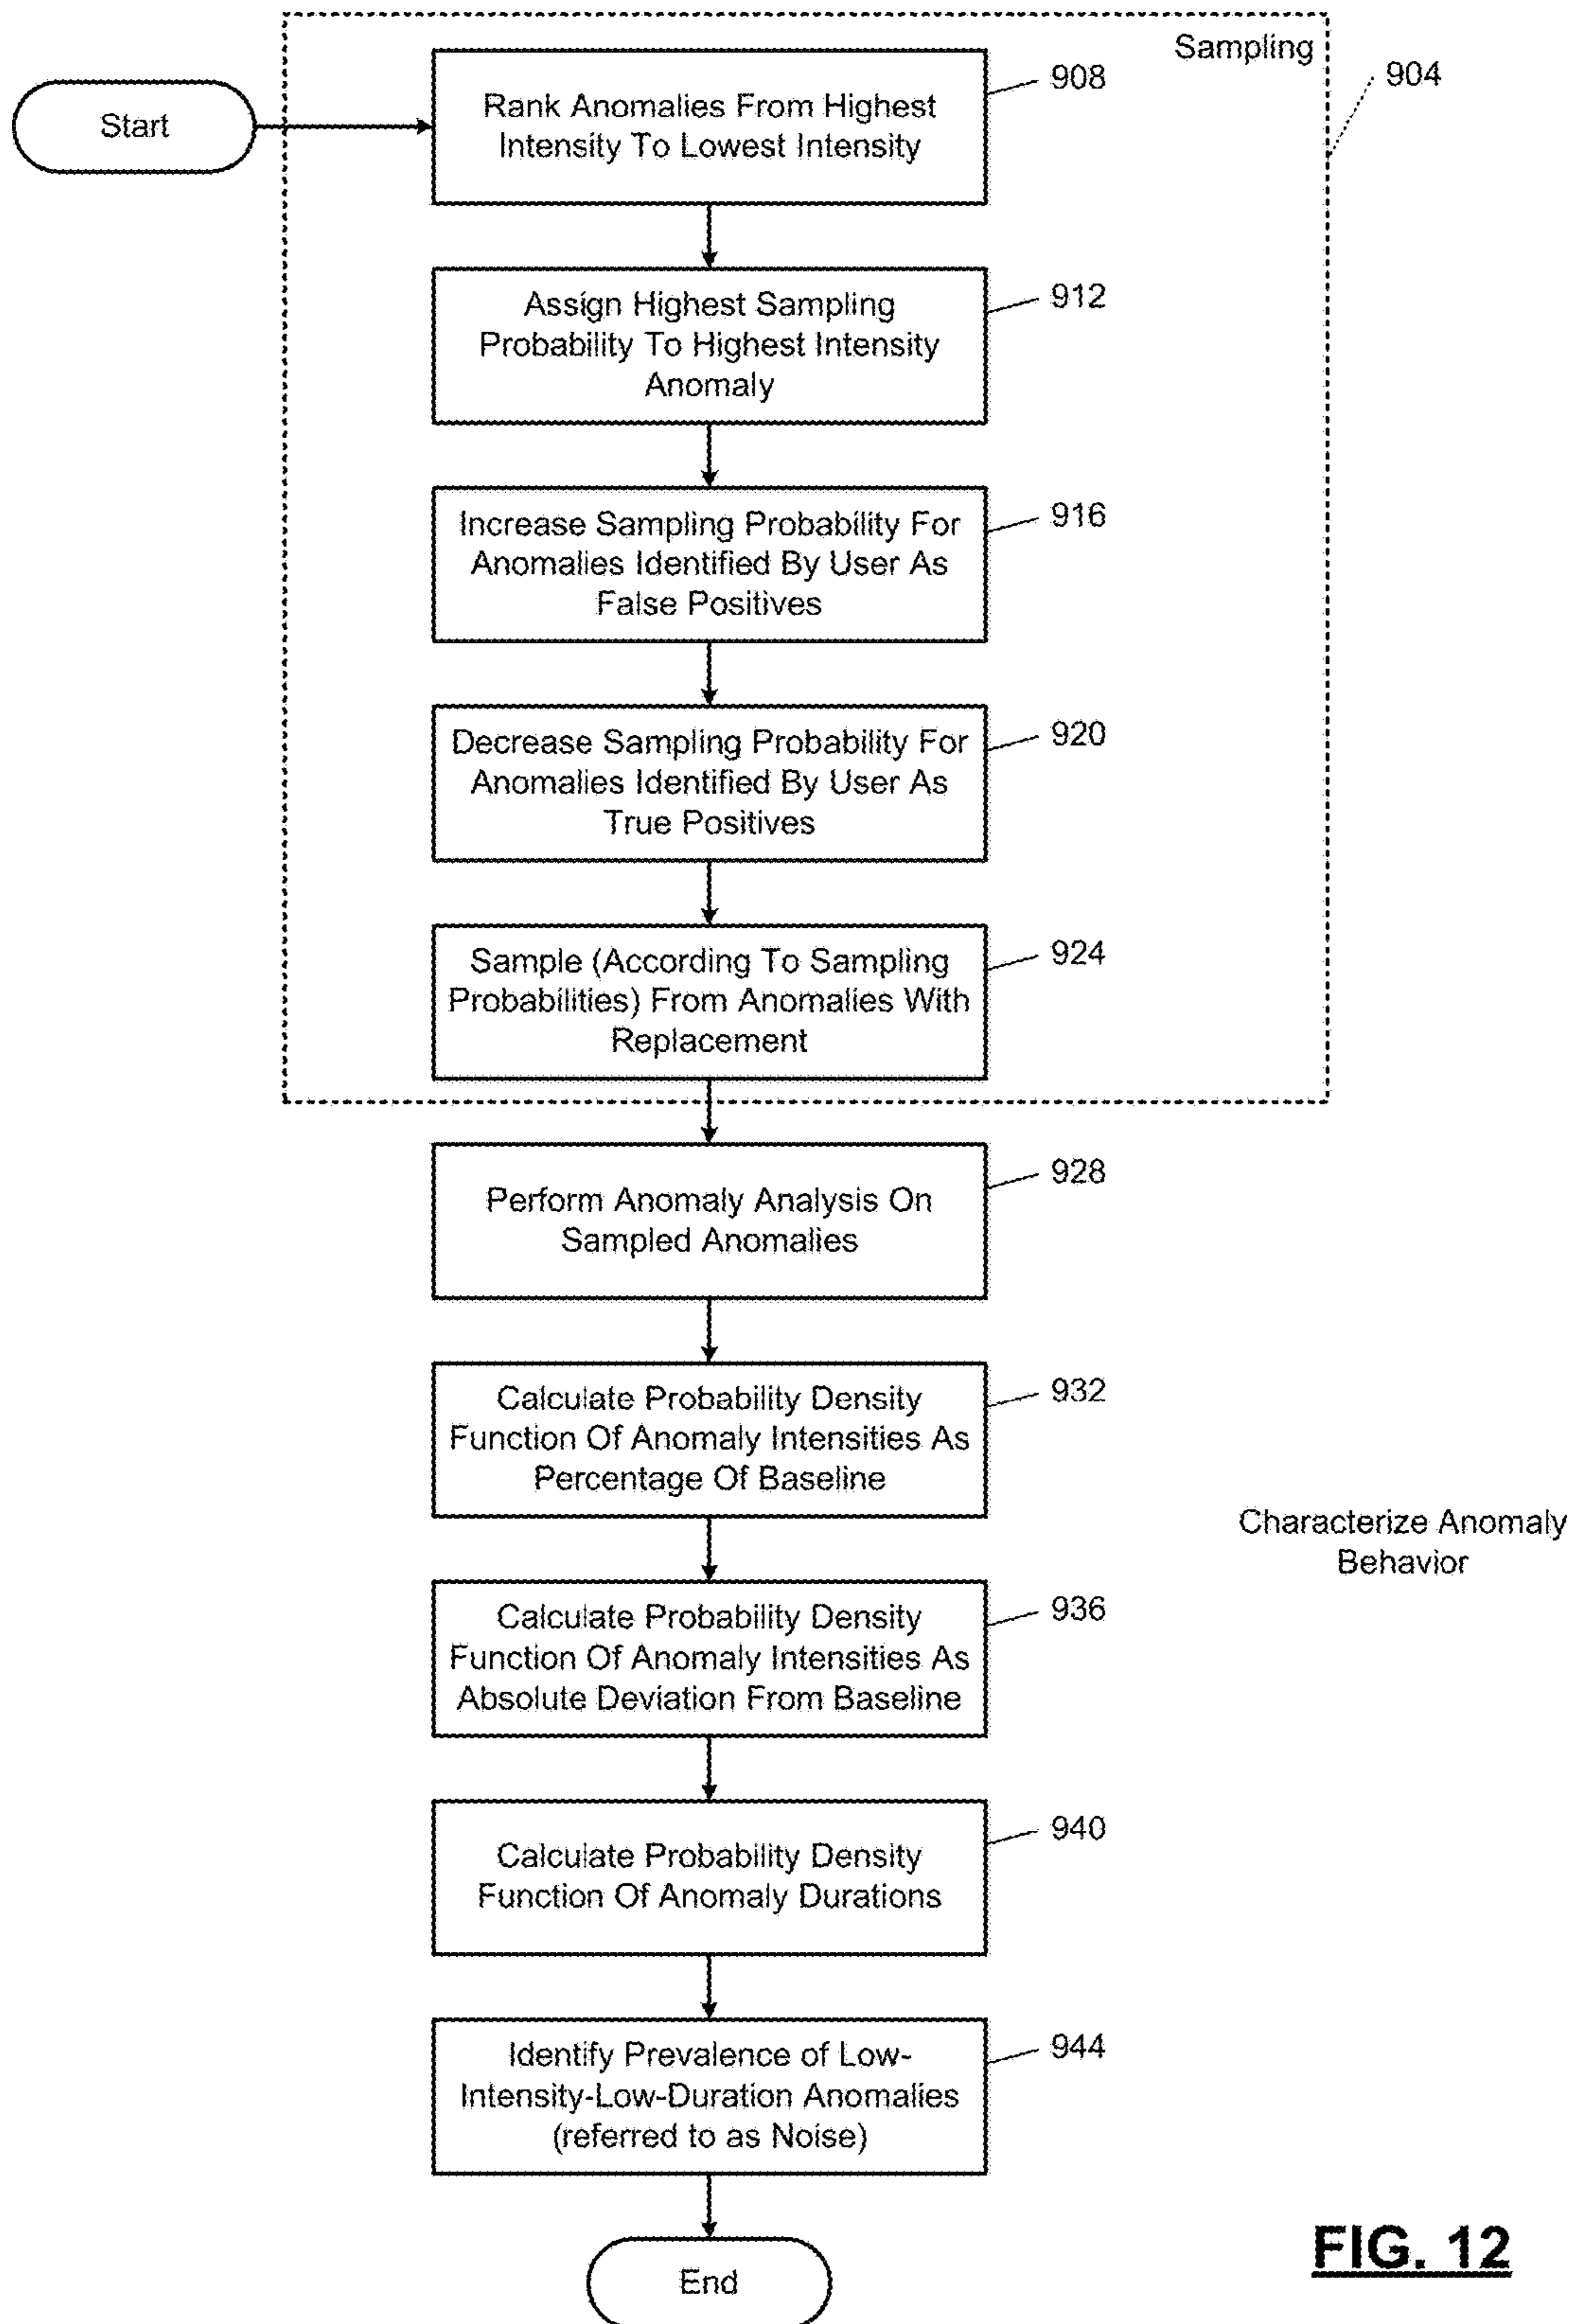 Sampling
904
Start
908
Rank Anomalies From Highest
Intensity To Lowest Intensity
912
Assign Highest Sampling
Probability To Highest Intensity
Anomaly
916
Increase Sampling Probability For
Anomalies Identified By User As
False Positives
920
Decrease Sampling Probability For
Anomalies Identified By User As
True Positives
924
Sample (According To Sampling
Probabilities) From Anomalies With
Replacement
928
Perform Anomaly Analysis On
Sampled Anomalies
932
Calculate Probability Density
Function Of Anomaly Intensities As
Percentage Of Baseline
Characterize Anomaly
Behavior
936
Calculate Probability Density
Function Of Anomaly Intensities As
Absolute Deviation From Baseline
940
Calculate Probability Density
Function Of Anomaly Durations
944
Identify Prevalence of Low-
Intensity-Low-Duration Anomalies
(referred to as Noise)
End
FIG. 12